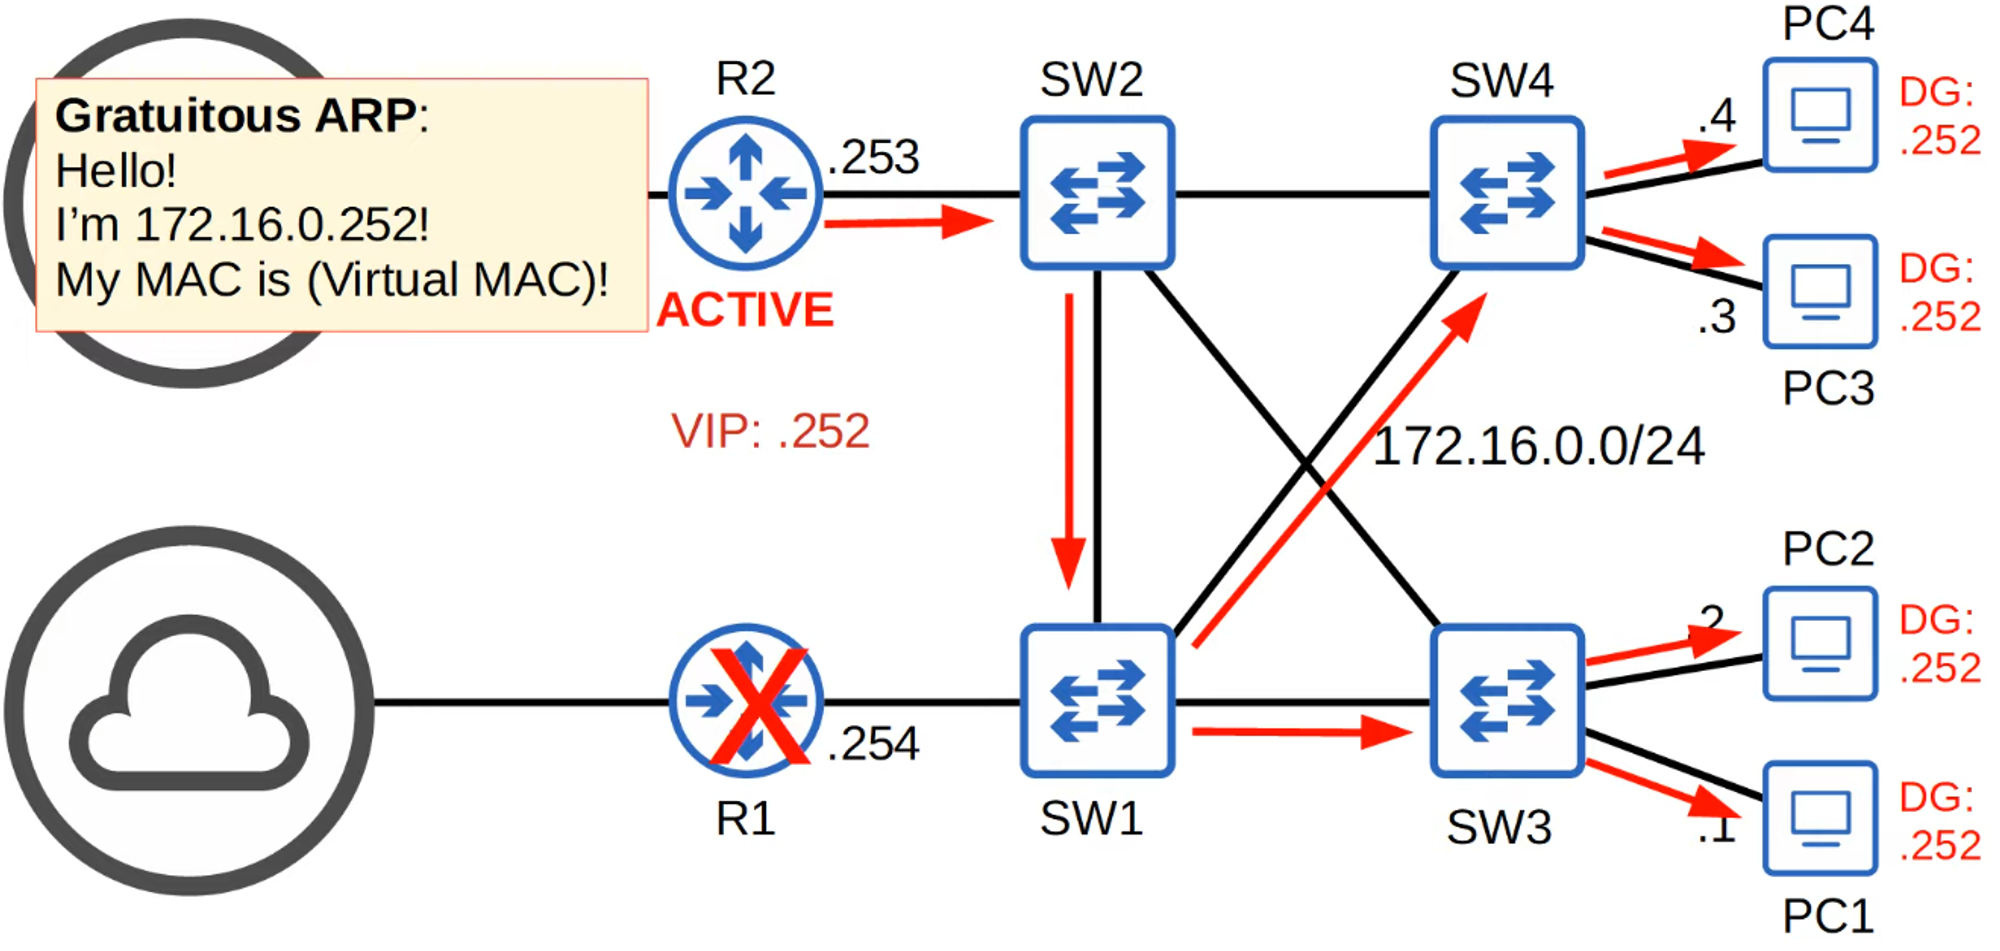 PC4
R2
SW2
SW4
DG:
.252
Gratuitous ARP:
Hello!
I’m 172.16.0.252!
My MAC is (Virtual MAC)!
.253
.4
ACTIVE
DG:
.252
.3
PC3
VIP: .252
172.16.0.0/24
PC2
.2
DG:
.252
.254
R1
SW1
SW3
.1
DG:
.252
PC1